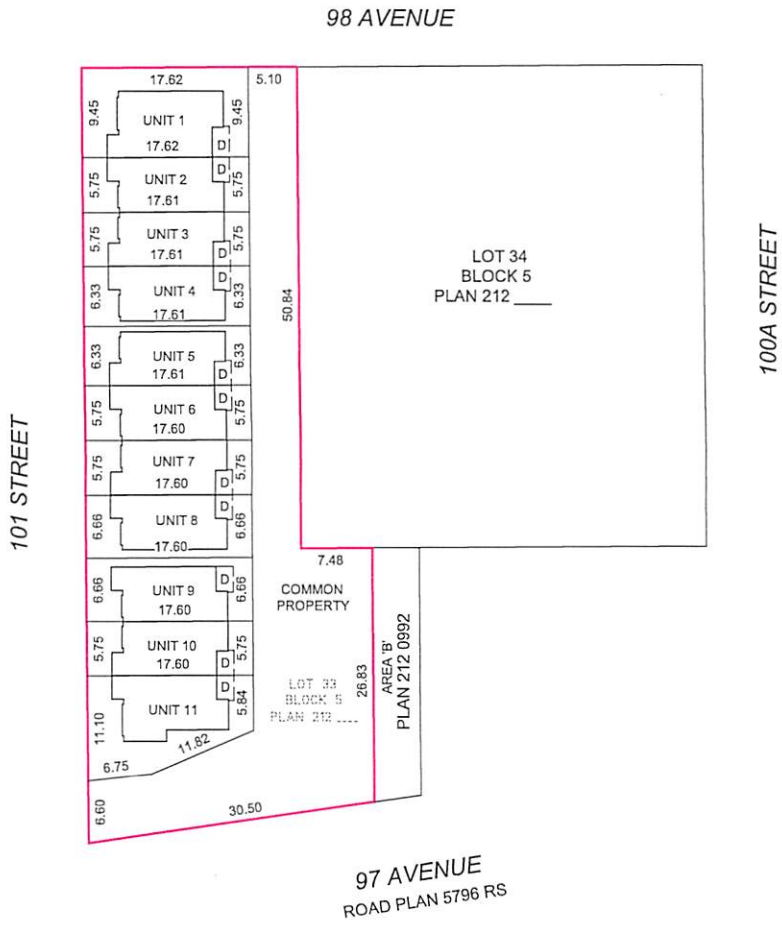 98 AVENUE
17.62
5.10
9.45
9.45
UNIT 1
17.62
D
D
5.75
5.75
UNIT 2
17.61
5.75
5.75
UNIT 3
17.61
D
D
6.33
6.33
UNIT 4
17.61
50.84
LOT 34
BLOCK 5
PLAN 212 ____
100A STREET
6.33
6.33
UNIT 5
17.61
D
D
5.75
5.75
UNIT 6
17.60
101 STREET
5.75
5.75
UNIT 7
17.60
D
D
6.66
6.66
UNIT 8
17.60
7.48
6.66
6.66
UNIT 9
17.60
D
COMMON
PROPERTY
5.75
5.75
UNIT 10
17.60
D
D
26.83
AREA 'B'
PLAN 212 0992
LOT 33
BLOCK 5
PLAN 212 ____
11.10
5.84
UNIT 11
11.82
6.75
6.60
30.50
97 AVENUE
ROAD PLAN 5796 RS